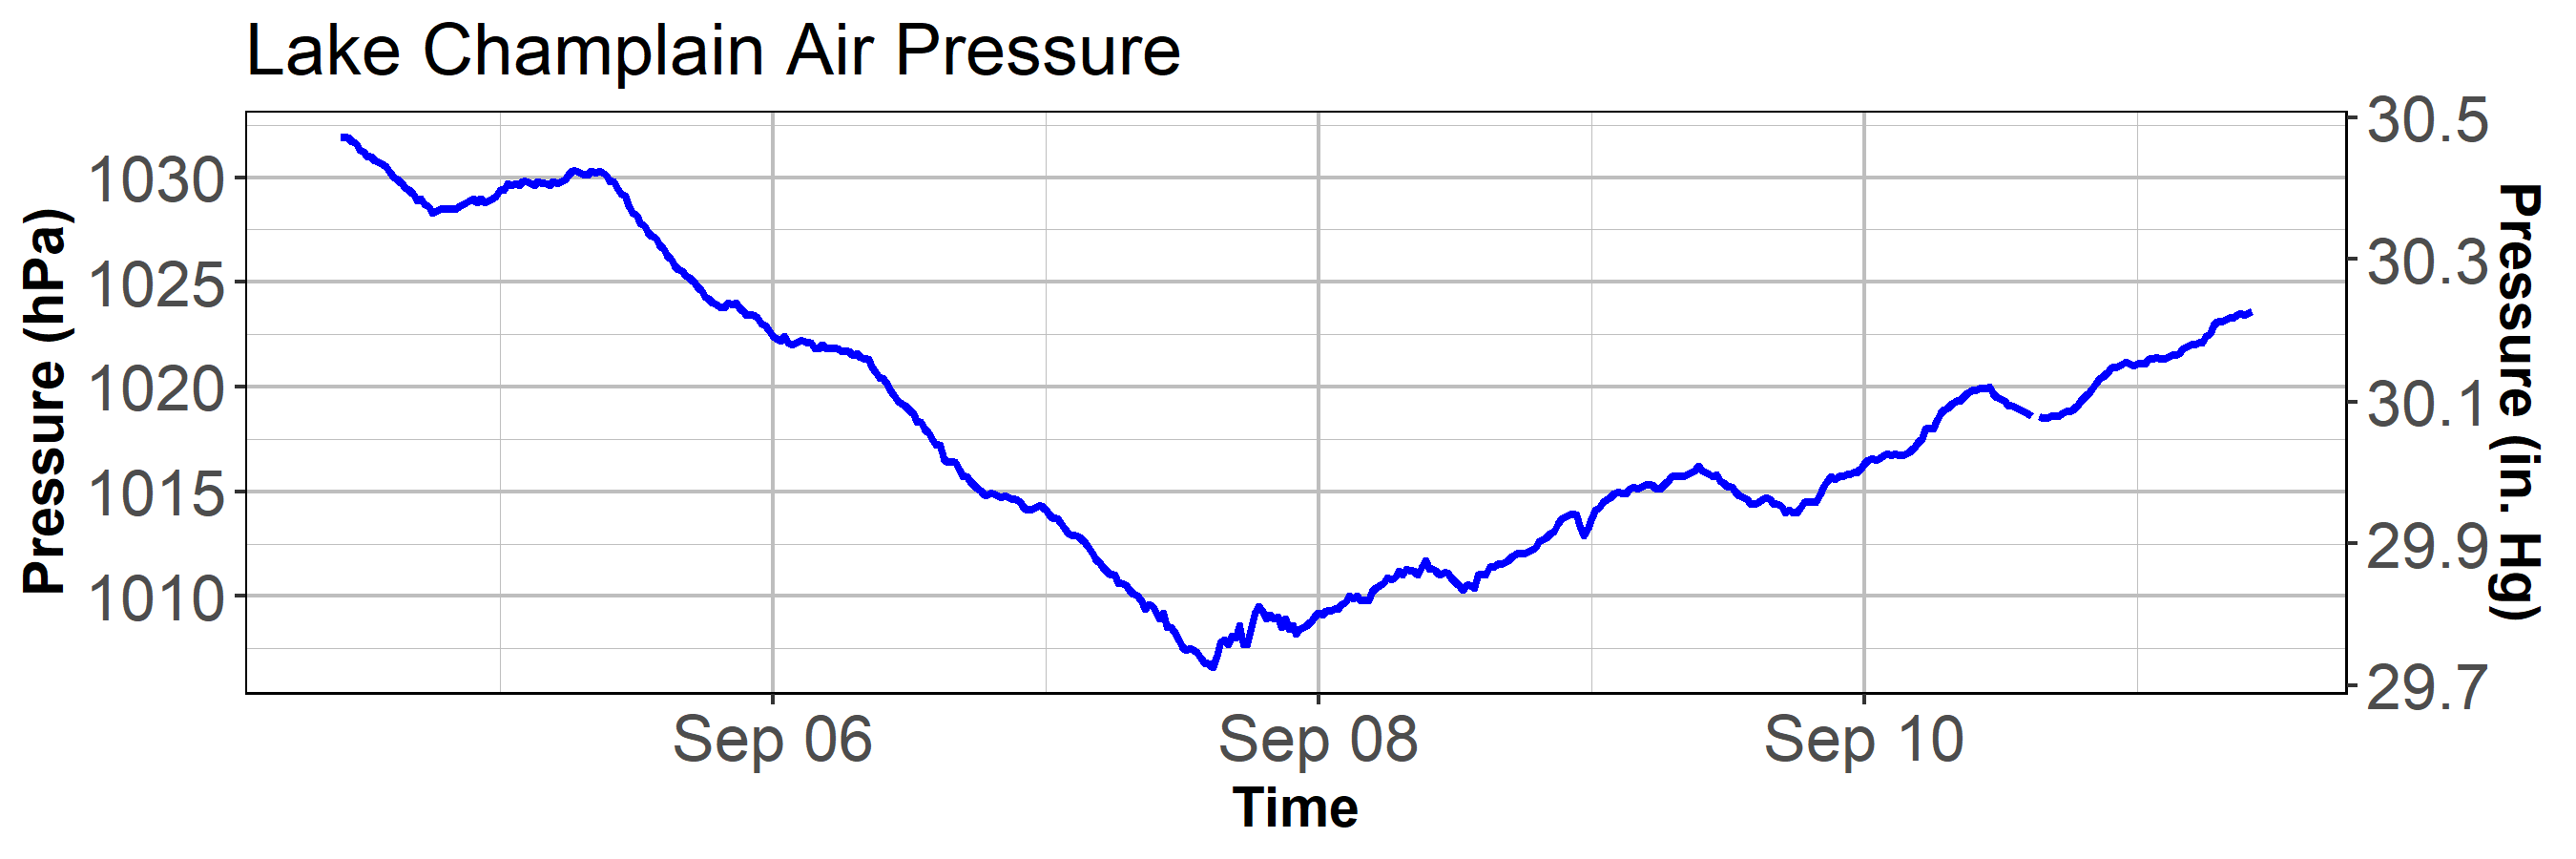 Lake Champlain Air Pressure
Pressure (hPa)
1030
1025
1020
1015
1010
30.5
30.3
30.1
29.9
29.7
Pressure (in. Hg)
Sep 06
Sep 08
Sep 10
Time